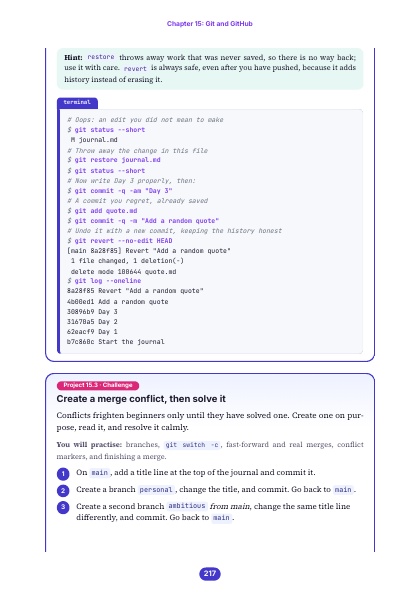 Chapter 15: Git and GitHub
Hint: restore throws away work that was never saved, so there is no way back;
use it with care. revert is always safe, even after you have pushed, because it adds
history instead of erasing it.
terminal
# Oops: an edit you did not mean to make
$ git status --short
 M journal.md
# Throw away the change in this file
$ git restore journal.md
$ git status --short
# Now write Day 3 properly, then:
$ git commit -q -am "Day 3"
# A commit you regret, already saved
$ git add quote.md
$ git commit -q -m "Add a random quote"
# Undo it with a new commit, keeping the history honest
$ git revert --no-edit HEAD
[main 8a28f85] Revert "Add a random quote"
 1 file changed, 1 deletion(-)
 delete mode 100644 quote.md
$ git log --oneline
8a28f85 Revert "Add a random quote"
4b00ed1 Add a random quote
30896b9 Day 3
31670a5 Day 2
62eacf9 Day 1
b7c860c Start the journal
Project 15.3 · Challenge
Create a merge conflict, then solve it
Conflicts frighten beginners only until they have solved one. Create one on pur-
pose, read it, and resolve it calmly.
You will practise: branches, git switch -c, fast-forward and real merges, conflict
markers, and finishing a merge.
1 On main, add a title line at the top of the journal and commit it.
2 Create a branch personal, change the title, and commit. Go back to main.
3 Create a second branch ambitious from main, change the same title line
differently, and commit. Go back to main.
217